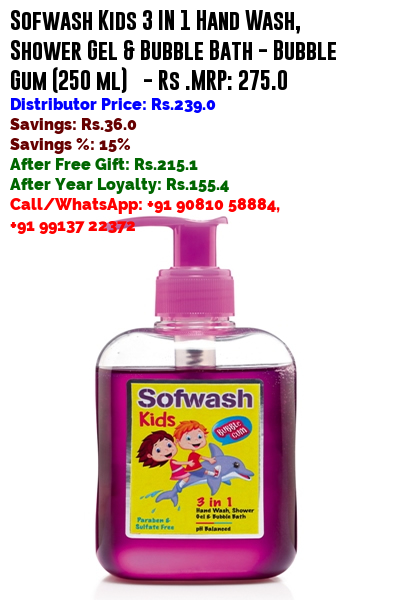 Sofwash Kids 3 in 1 Hand Wash,
Shower Gel & Bubble Bath - Bubble
Gum (250 ml) - Rs .MRP: 275.0
Distributor Price: Rs.239.0
Savings: Rs.36.0
Savings %: 15%
After Free Gift: Rs.215.1
After Year Loyalty: Rs.155.4
Call/WhatsApp: +91 90810 58884,
+91 99137 22372
Sofwash
Kids
BUBBLE
GUM
3 in 1
Hand Wash, Shower
Gel & Bubble Bath
Paraben &
Sulfate Free
pH Balanced